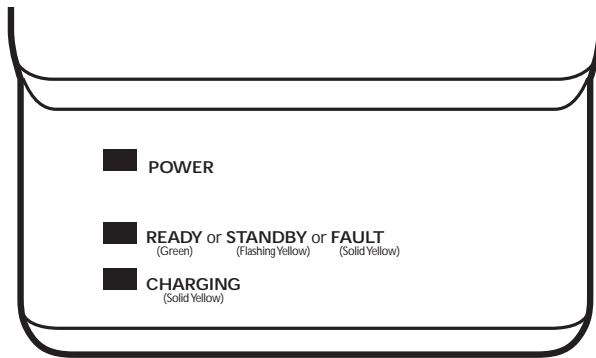 POWER
READY or STANDBY or FAULT
(Green) (Flashing Yellow) (Solid Yellow)
CHARGING
(Solid Yellow)